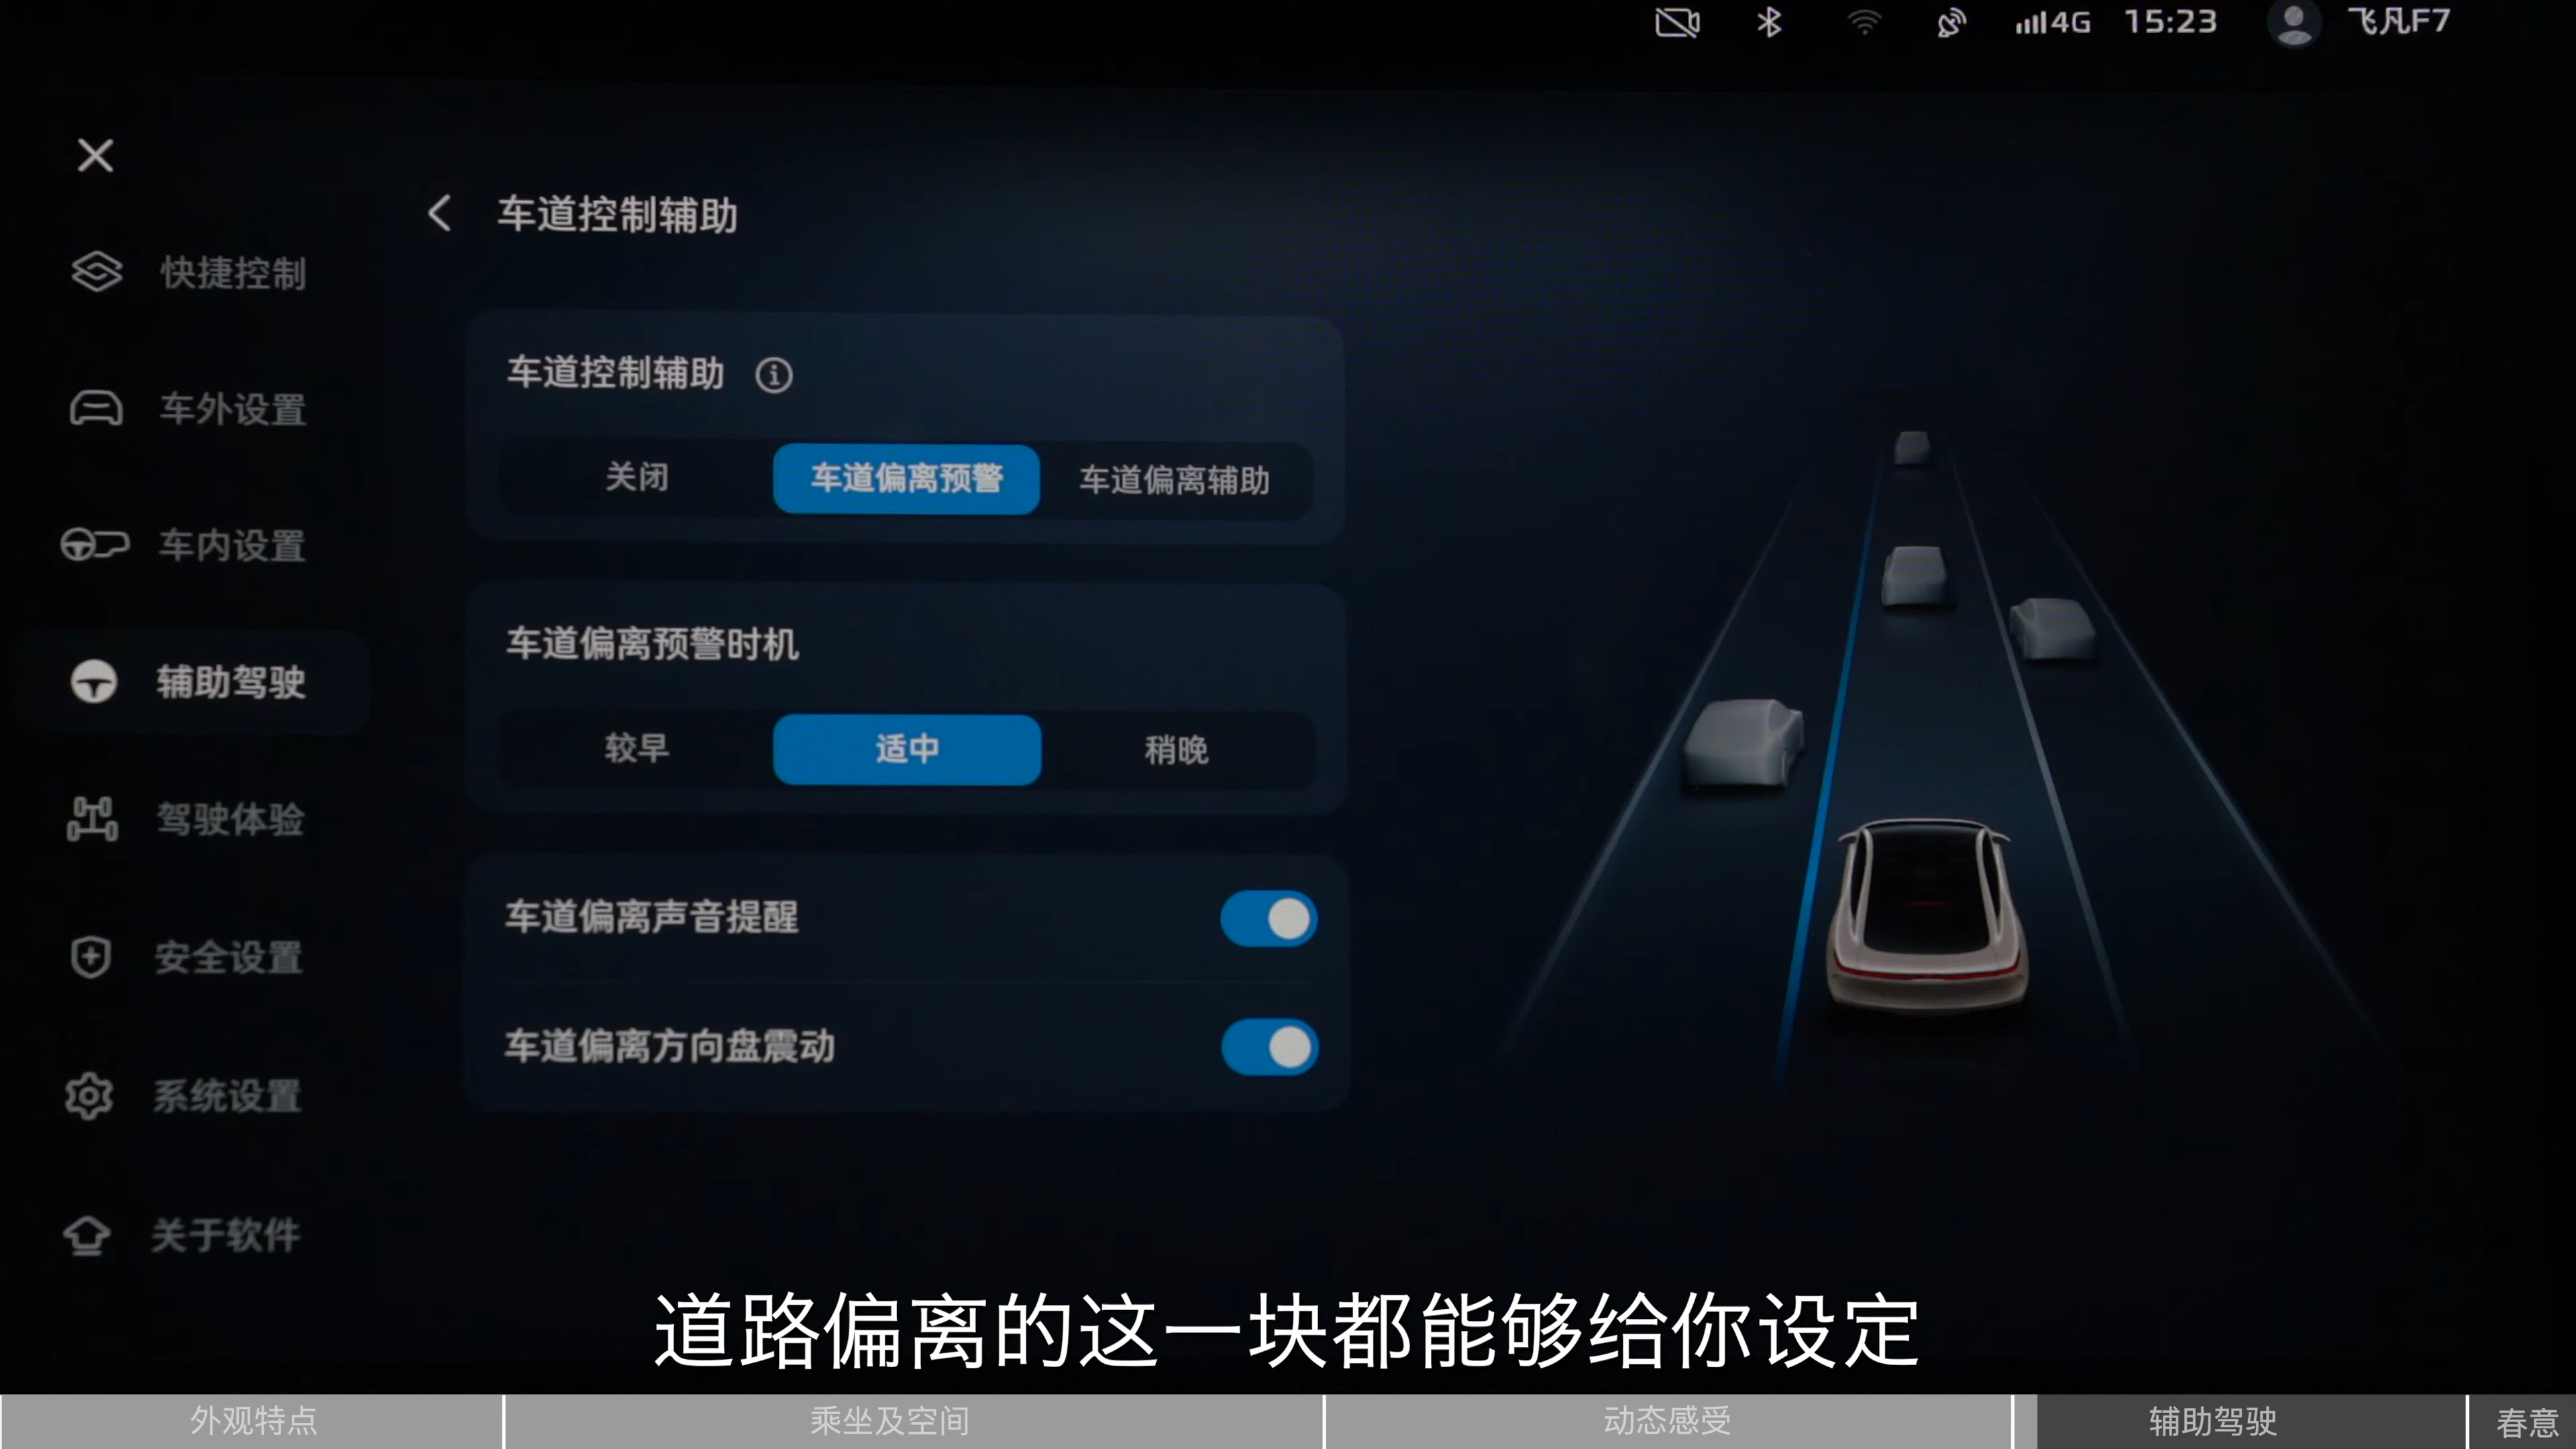 4G 15:23 飞凡F7
车道控制辅助
快捷控制
车外设置
车内设置
辅助驾驶
驾驶体验
安全设置
系统设置
关于软件
车道控制辅助
关闭 车道偏离预警 车道偏离辅助
车道偏离预警时机
较早 适中 稍晚
车道偏离声音提醒
车道偏离方向盘震动
道路偏离的这一块都能够给你设定
外观特点 乘坐及空间 动态感受 辅助驾驶 春意